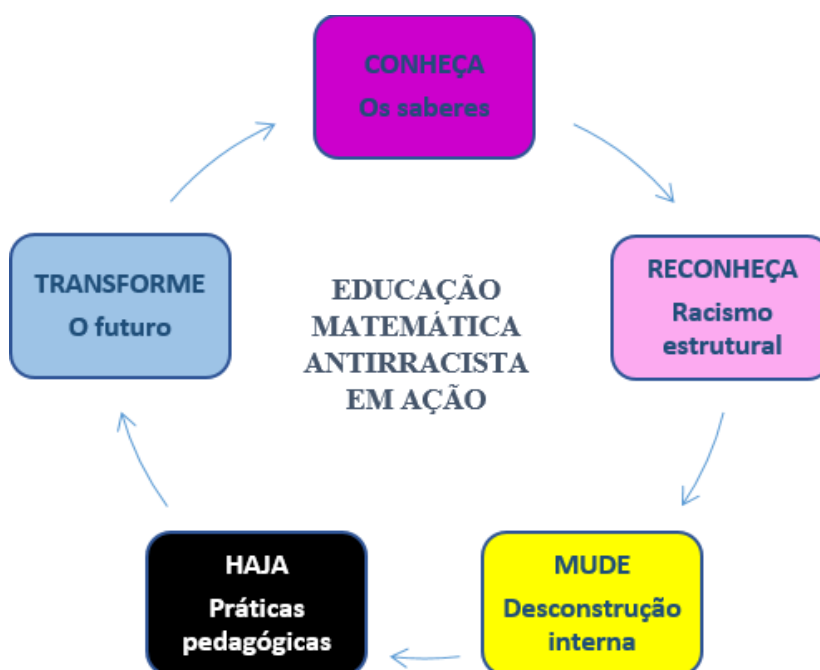 CONHEÇA
Os saberes
RECONHEÇA
Racismo
estrutural
MUDE
Desconstrução
interna
HAJA
Práticas
pedagógicas
TRANSFORME
O futuro
EDUCAÇÃO
MATEMÁTICA
ANTIRRACISTA
EM AÇÃO